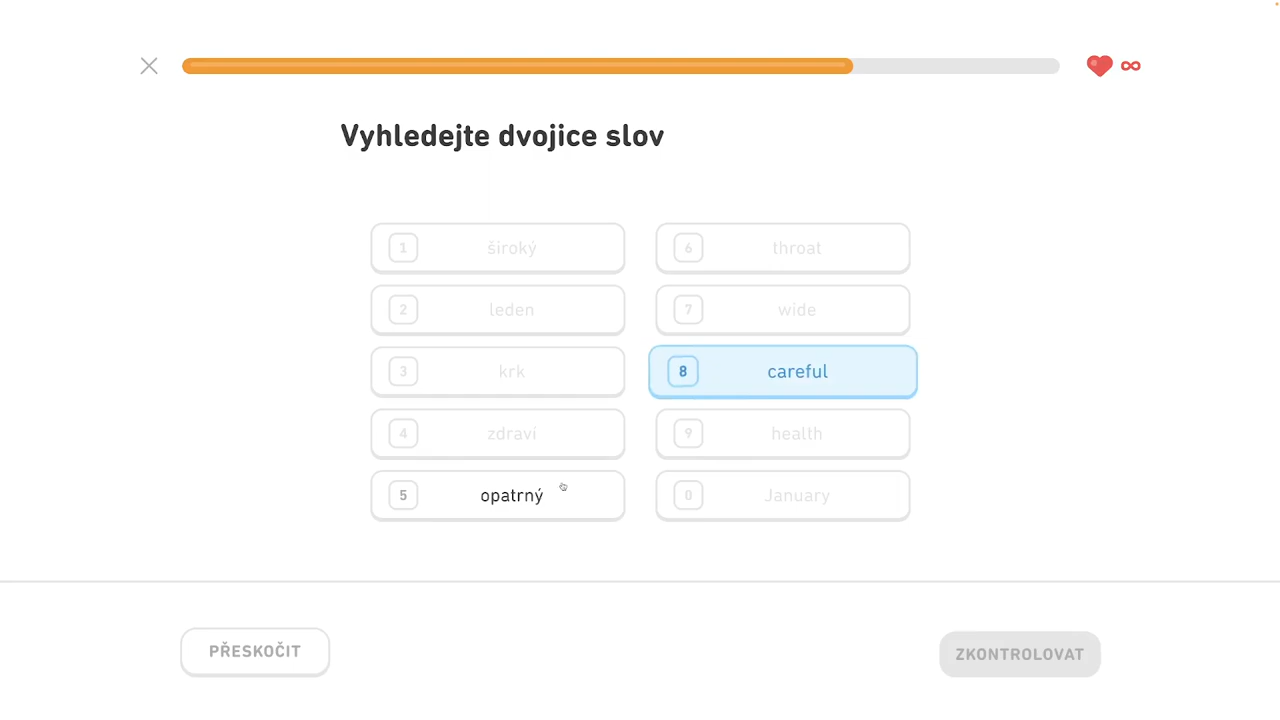 ∞
Vyhledejte dvojice slov
1 široký
6 throat
2 leden
7 wide
3 krk
8 careful
4 zdraví
9 health
5 opatrný
0 January
PŘESKOČIT
ZKONTROLOVAT